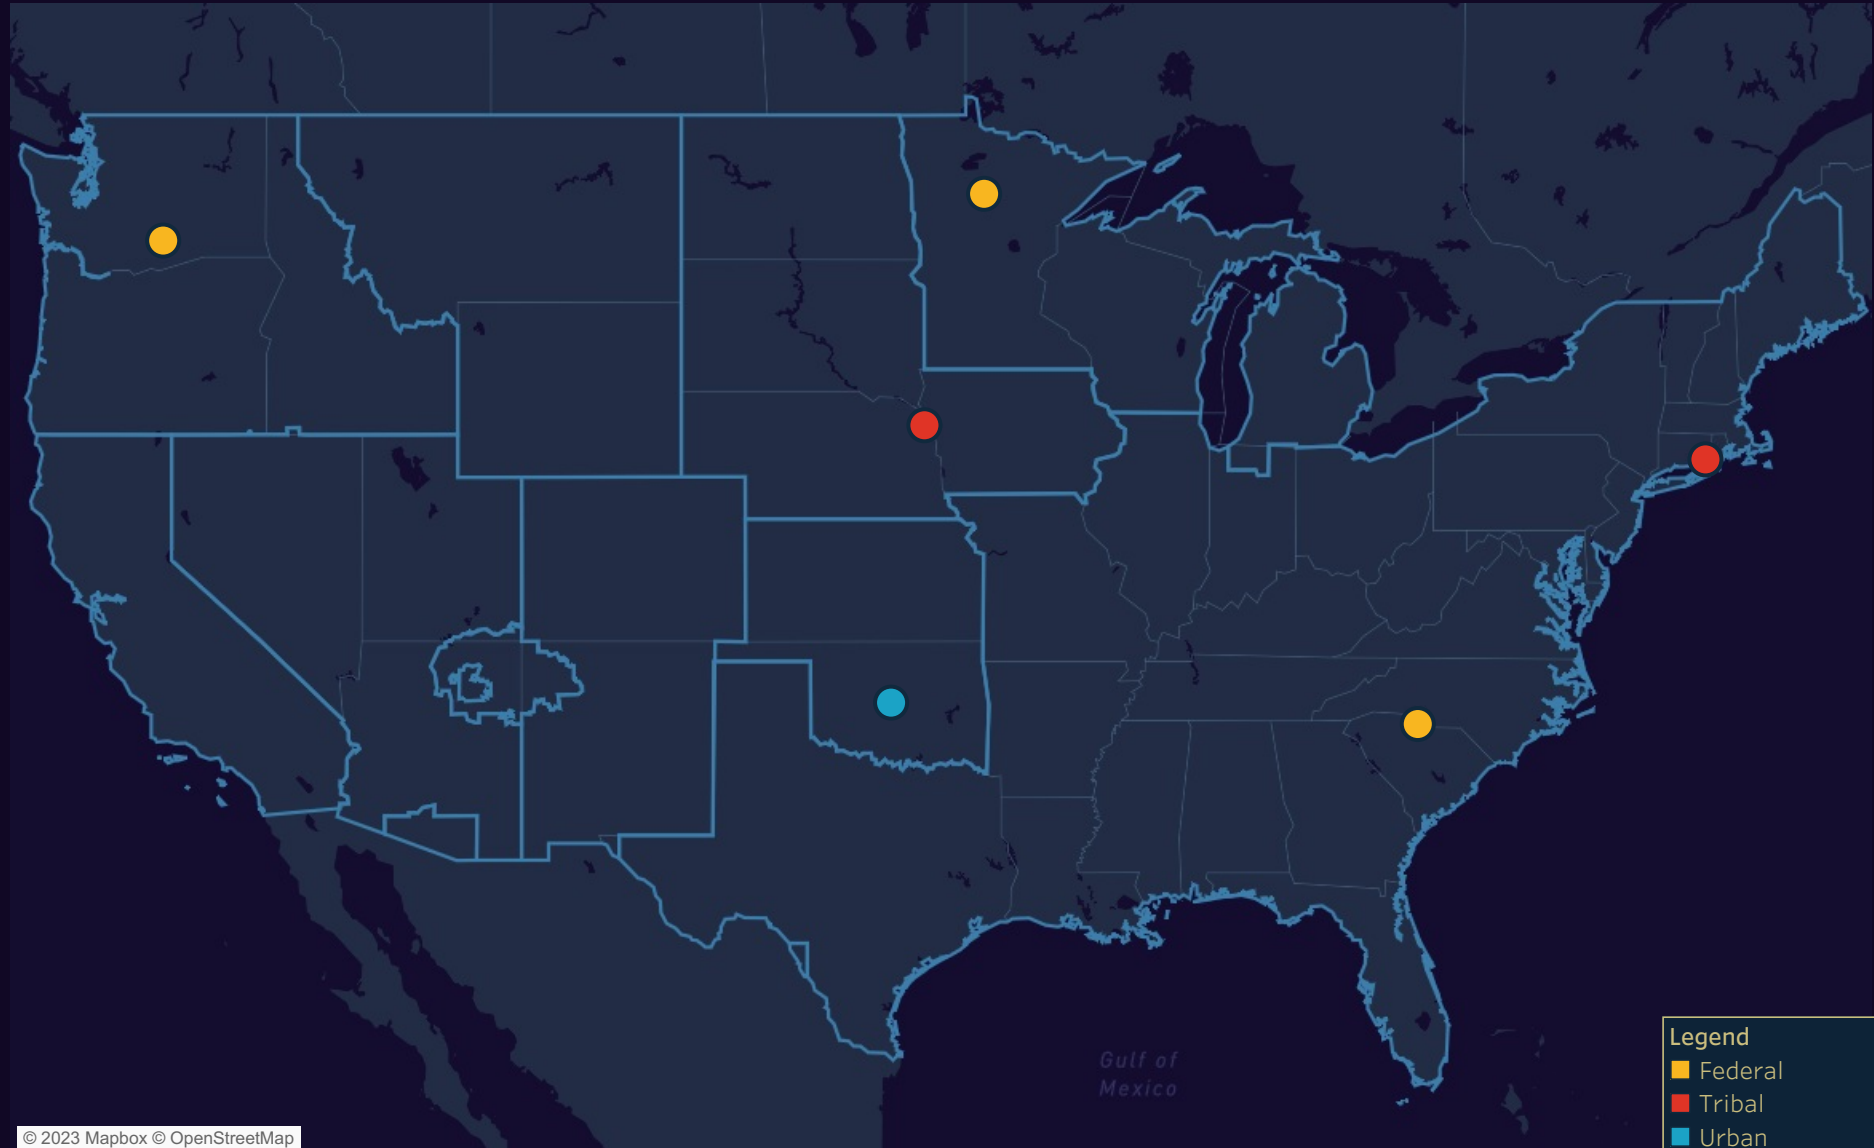 Gulf of
Mexico
Legend
Federal
Tribal
Urban
© 2023 Mapbox © OpenStreetMap